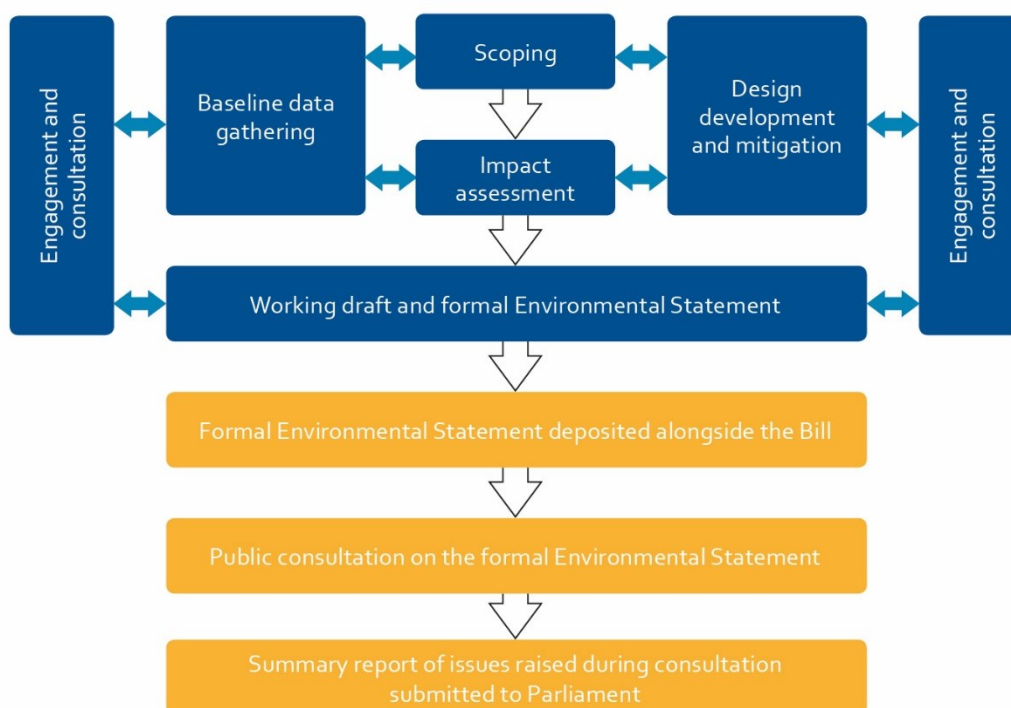 Engagement and
consultation
Baseline data
gathering
Scoping
Impact
assessment
Design
development
and mitigation
Engagement and
consultation
Working draft and formal Environmental Statement
Formal Environmental Statement deposited alongside the Bill
Public consultation on the formal Environmental Statement
Summary report of issues raised during consultation
submitted to Parliament